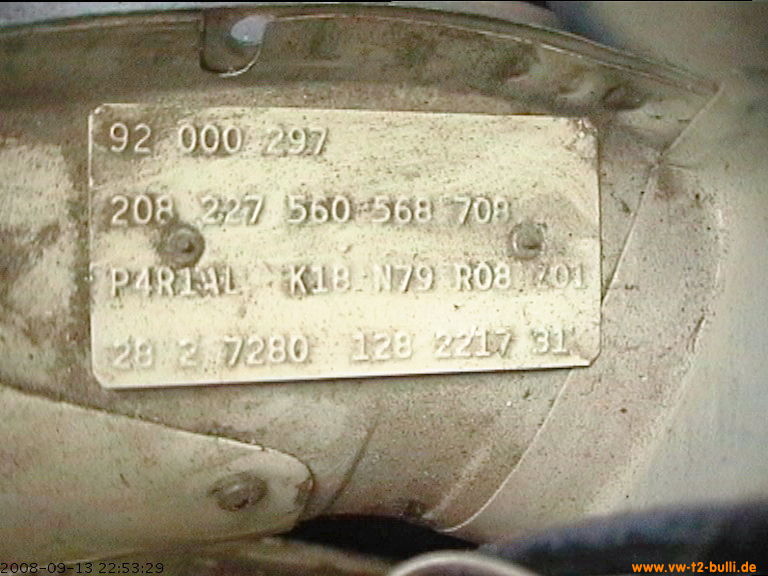 92 000 297
208 227 560 568 708
P4R1AL K18 N79 R08 Z01
28 2 7280 128 2217 31
2008-09-13 22:53:29
www.vw-t2-bulli.de